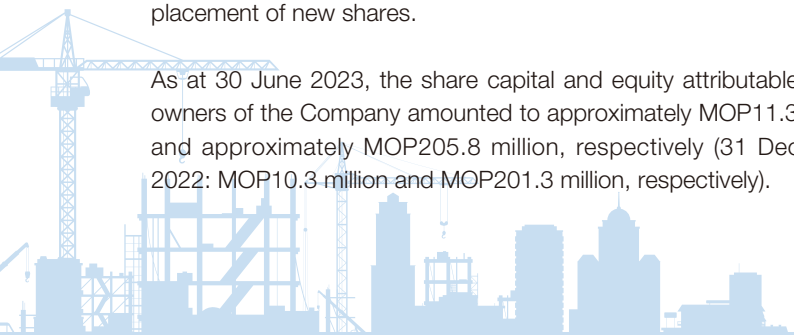 placement of new shares.
As at 30 June 2023, the share capital and equity attributable
owners of the Company amounted to approximately MOP11.3
and approximately MOP205.8 million, respectively (31 Dec
2022: MOP10.3 million and MOP201.3 million, respectively).